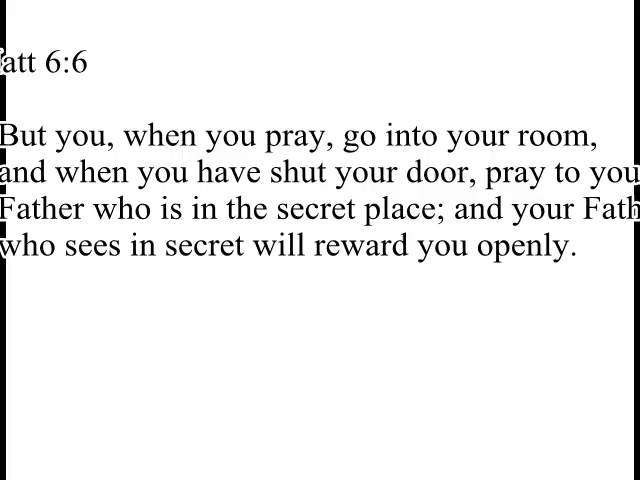 att 6:6
But you, when you pray, go into your room,
and when you have shut your door, pray to you
Father who is in the secret place; and your Fath
who sees in secret will reward you openly.